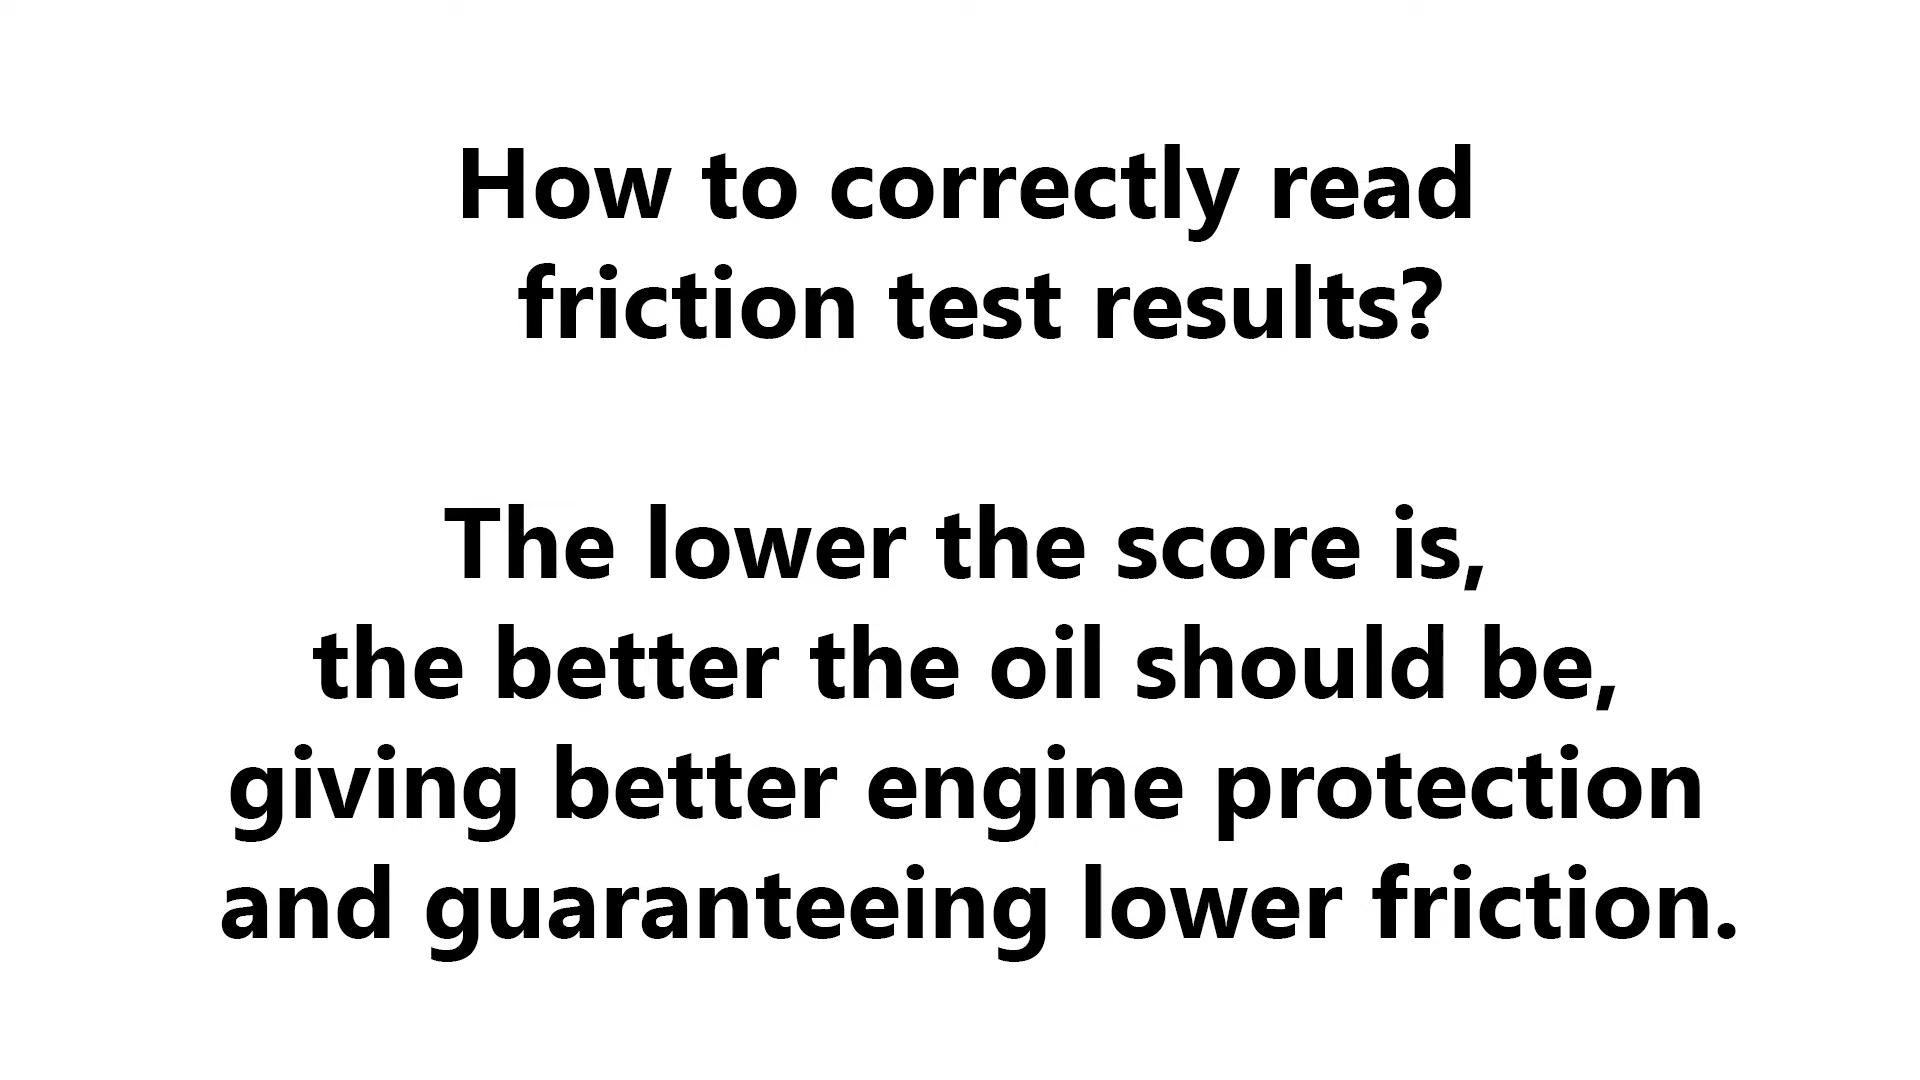 How to correctly read
friction test results?
The lower the score is,
the better the oil should be,
giving better engine protection
and guaranteeing lower friction.